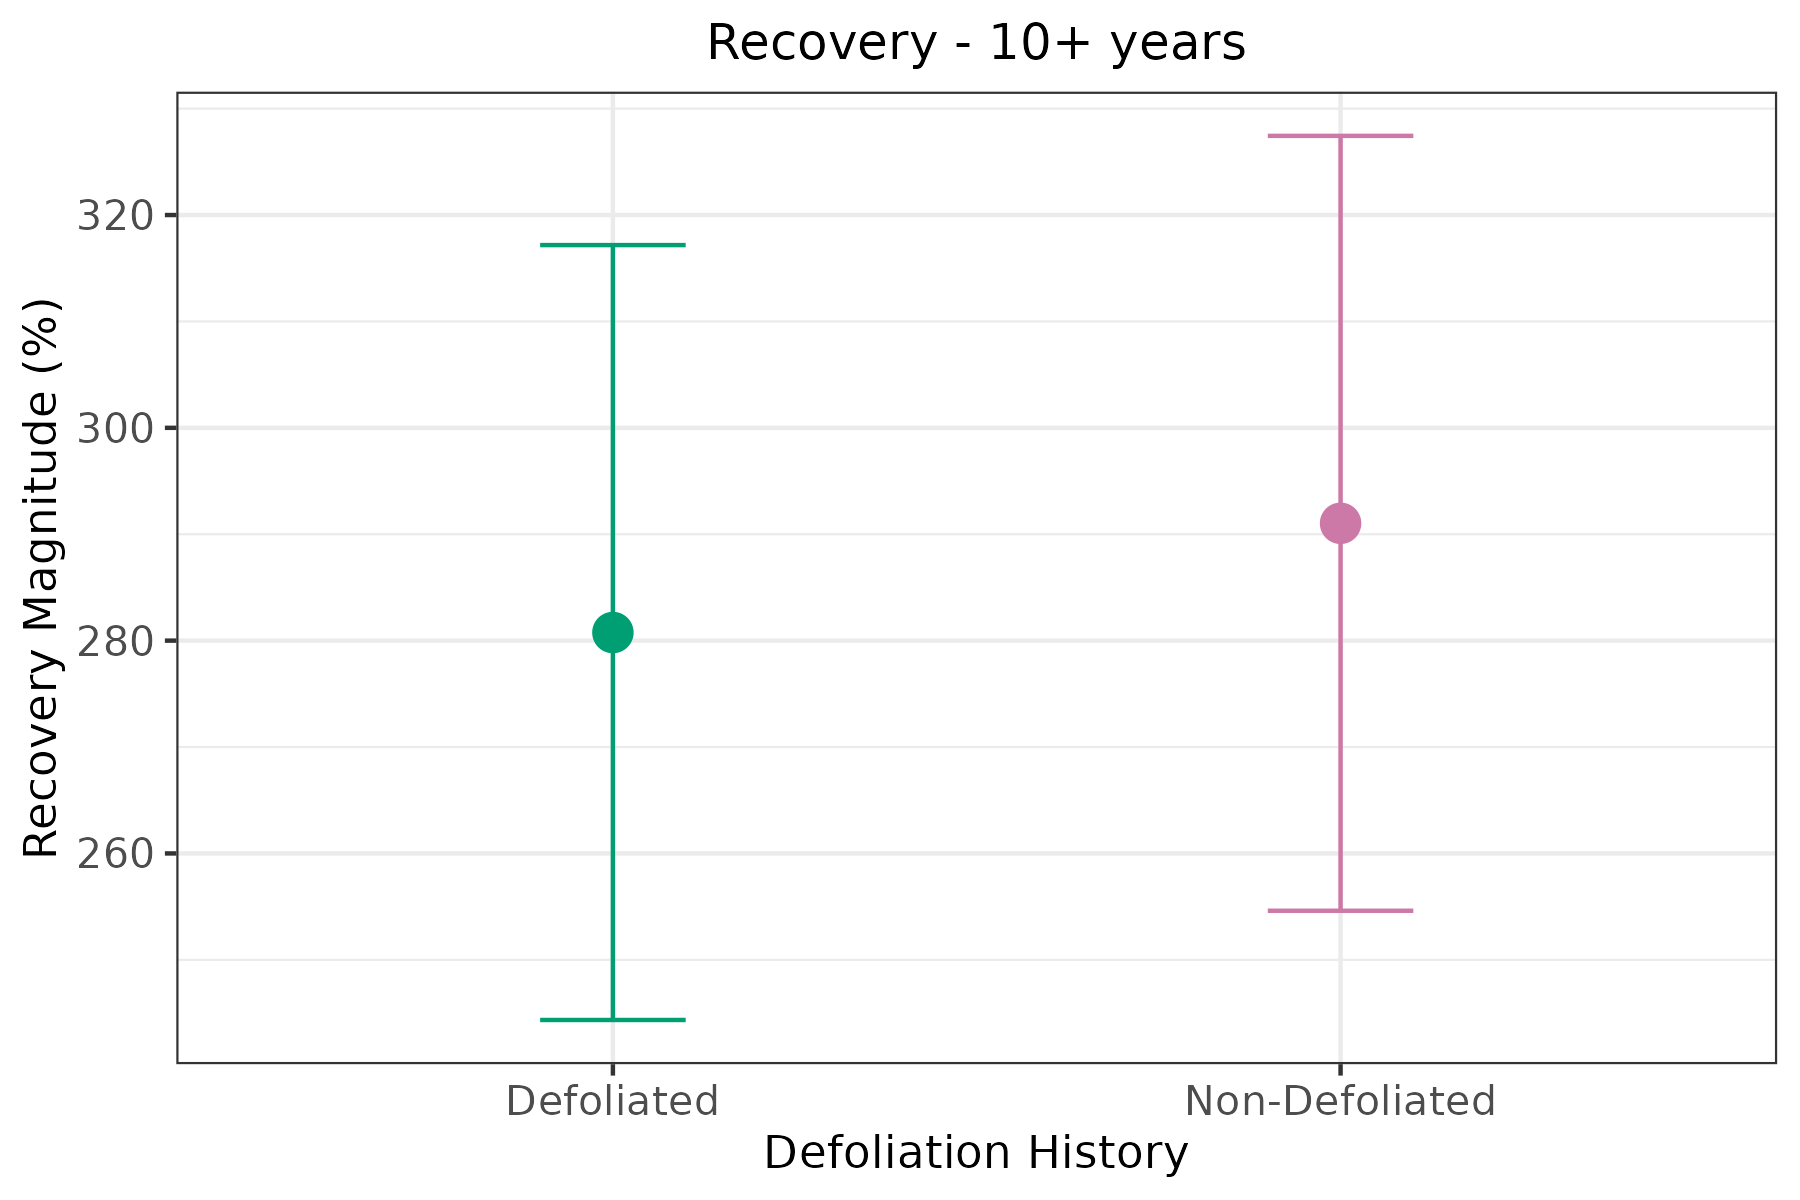 Recovery - 10+ years
Recovery Magnitude (%)
320
300
280
260
Defoliated
Non-Defoliated
Defoliation History